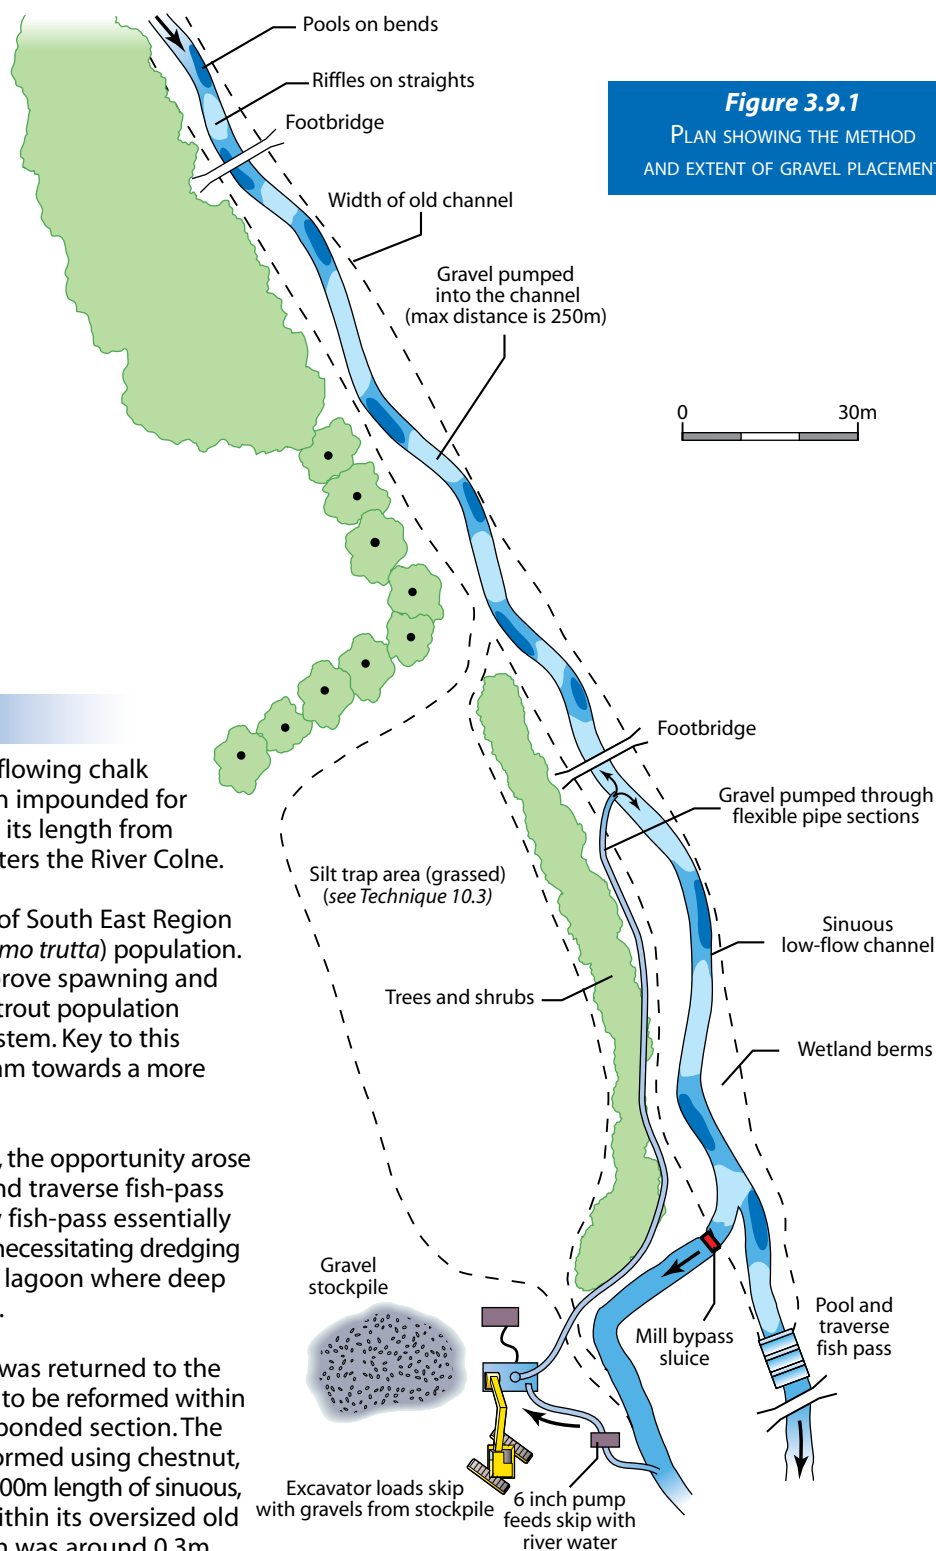 Pools on bends
Riffles on straights
Footbridge
Figure 3.9.1
PLAN SHOWING THE METHOD
AND EXTENT OF GRAVEL PLACEMENT
Width of old channel
Gravel pumped
into the channel
(max distance is 250m)
0 30m
Footbridge
Gravel pumped through
flexible pipe sections
Silt trap area (grassed)
(see Technique 10.3)
Sinuous
low-flow channel
Trees and shrubs
Wetland berms
Gravel
stockpile
Pool and
traverse
fish pass
Mill bypass
sluice
Excavator loads skip
with gravels from stockpile
6 inch pump
feeds skip with
river water
flowing chalk
impounded for
its length from
ters the River Colne.
of South East Region
mo trutta) population.
prove spawning and
trout population
stem. Key to this
am towards a more
, the opportunity arose
nd traverse fish-pass
fish-pass essentially
necessitating dredging
lagoon where deep
.
was returned to the
to be reformed within
ponded section. The
ormed using chestnut,
00m length of sinuous,
ithin its oversized old
was around 0.3m